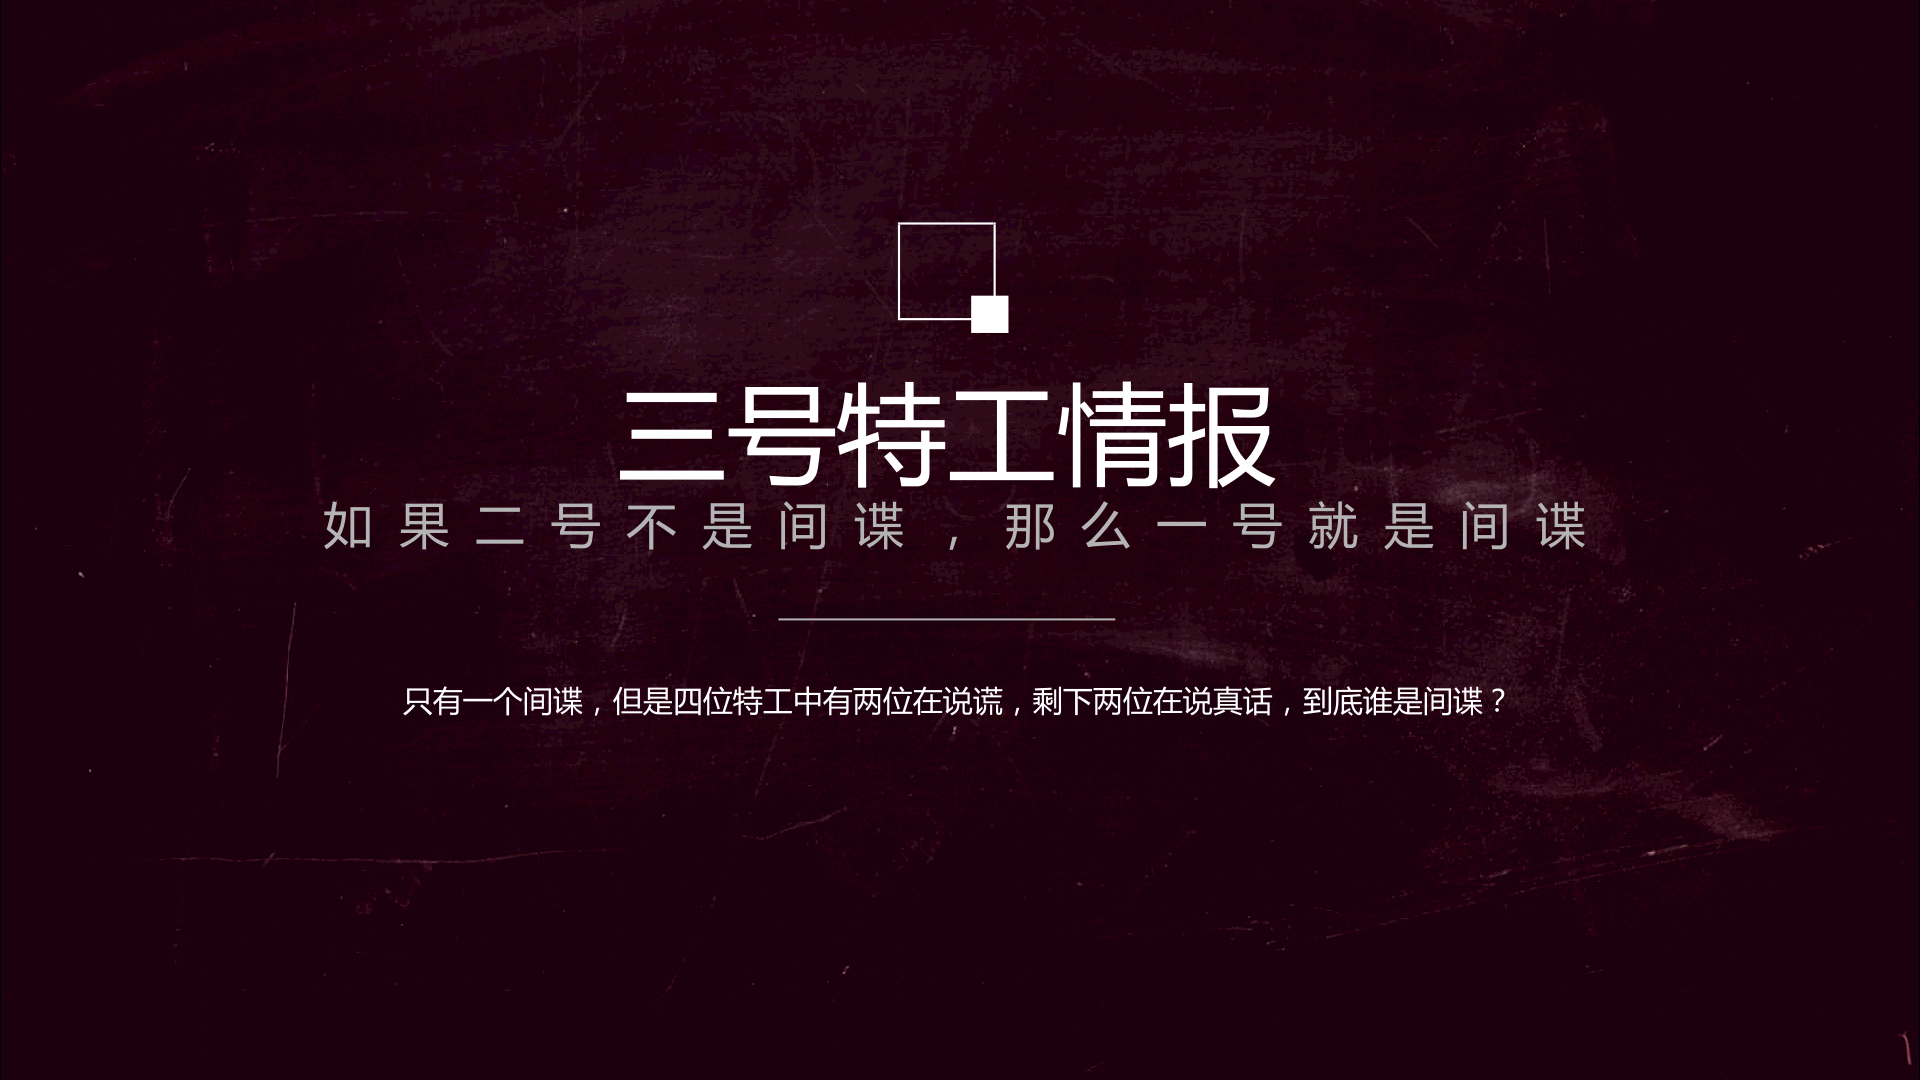 三号特工情报
如果二号不是间谍，那么一号就是间谍
只有一个间谍，但是四位特工中有两位在说谎，剩下两位在说真话，到底谁是间谍？